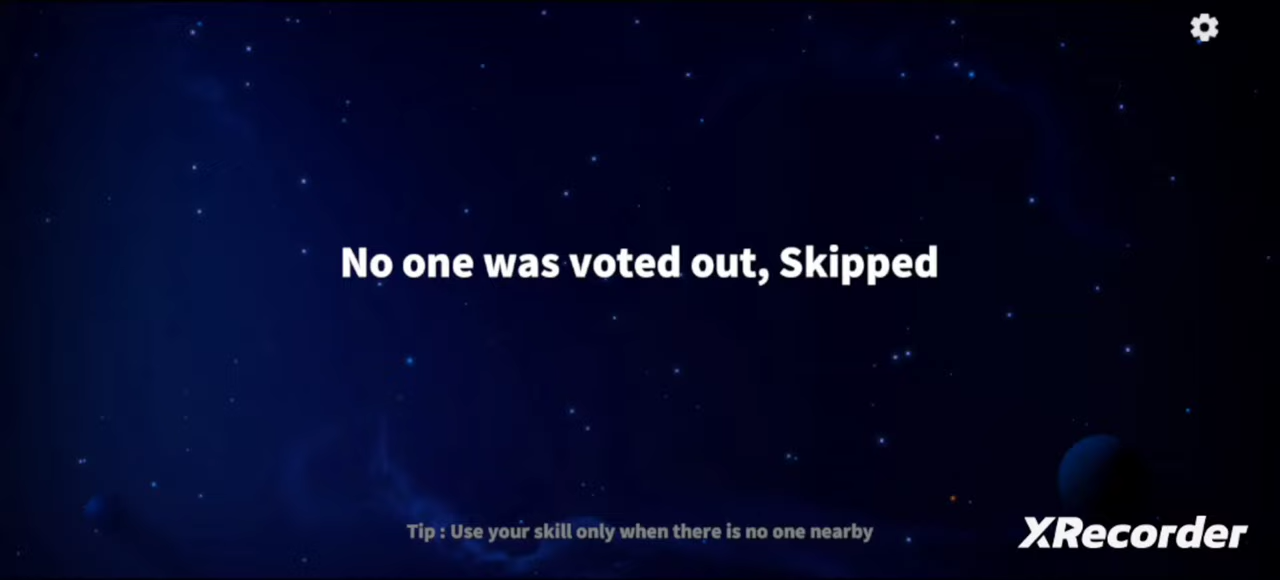 No one was voted out, Skipped
Tip : Use your skill only when there is no one nearby
XRecorder